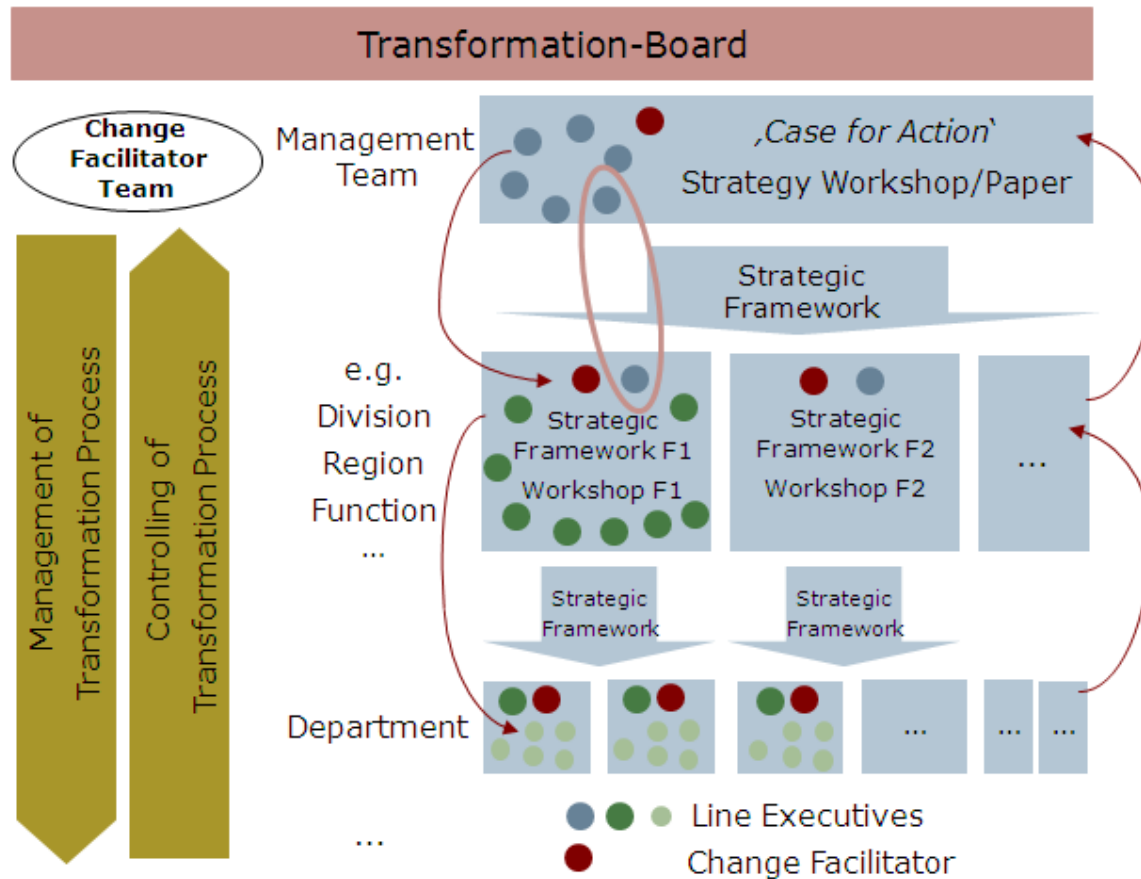 Transformation-Board
Change
Facilitator
Team
Management
Team
‚Case for Action‘
Strategy Workshop/Paper
Strategic
Framework
Management of
Transformation Process
Controlling of
Transformation Process
e.g.
Division
Region
Function
...
Strategic
Framework F1
Workshop F1
Strategic
Framework F2
Workshop F2
...
Strategic
Framework
Strategic
Framework
Department
...
...
...
...
Line Executives
Change Facilitator